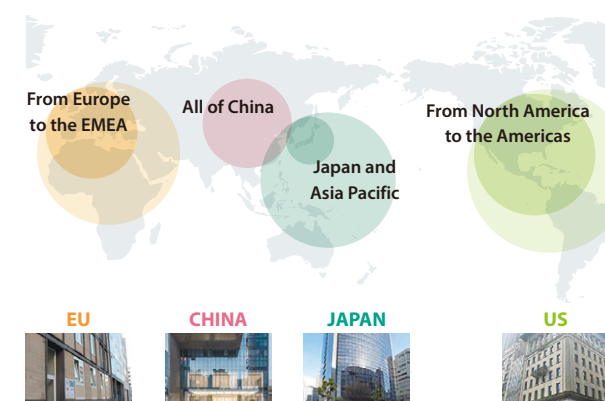 From Europe
to the EMEA
All of China
Japan and
Asia Pacific
From North America
to the Americas
EU
CHINA
JAPAN
US